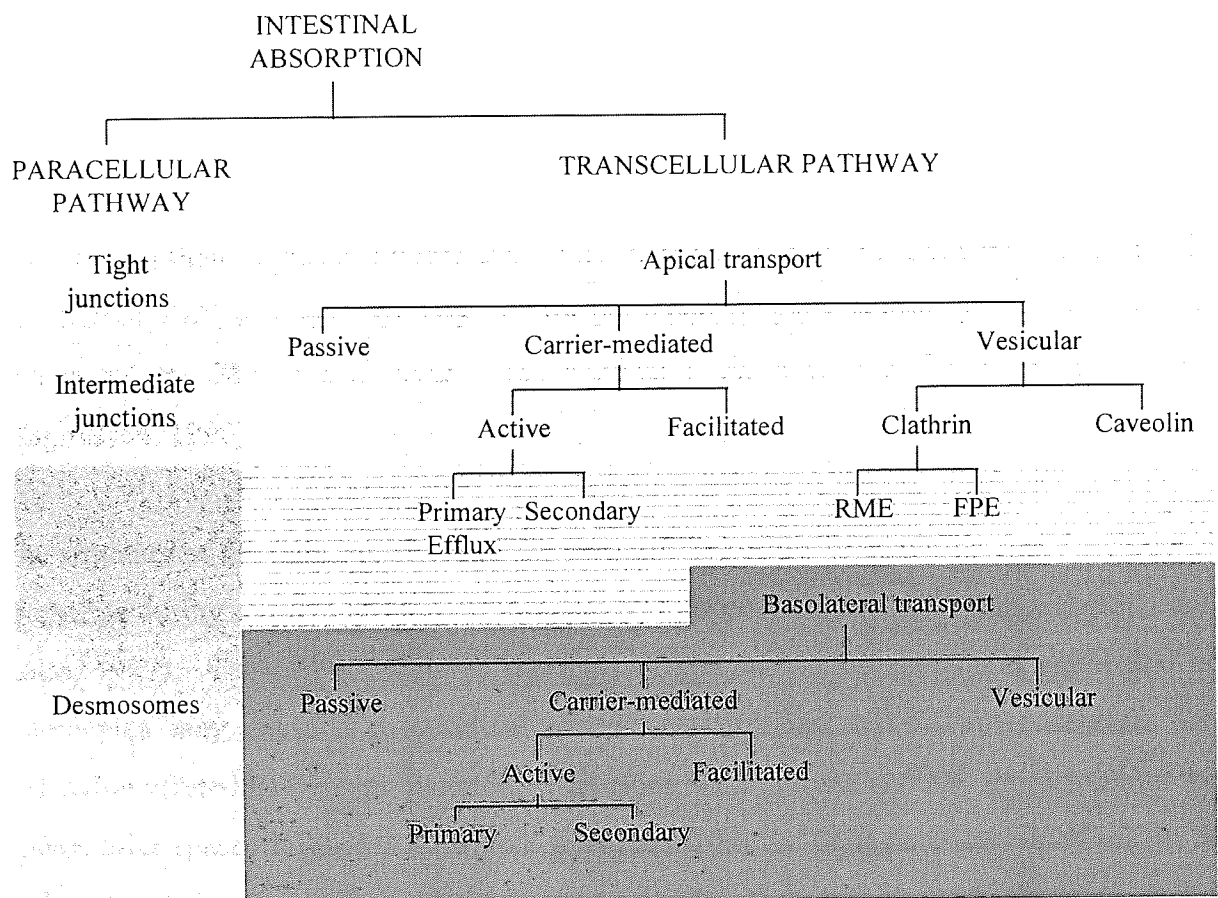 INTESTINAL
ABSORPTION
PARACELLULAR
PATHWAY
TRANSCELLULAR PATHWAY
Tight
junctions
Apical transport
Passive
Carrier-mediated
Vesicular
Intermediate
junctions
Active
Facilitated
Clathrin
Caveolin
Primary
Efflux
Secondary
RME
FPE
Basolateral transport
Desmosomes
Passive
Carrier-mediated
Vesicular
Active
Facilitated
Primary
Secondary